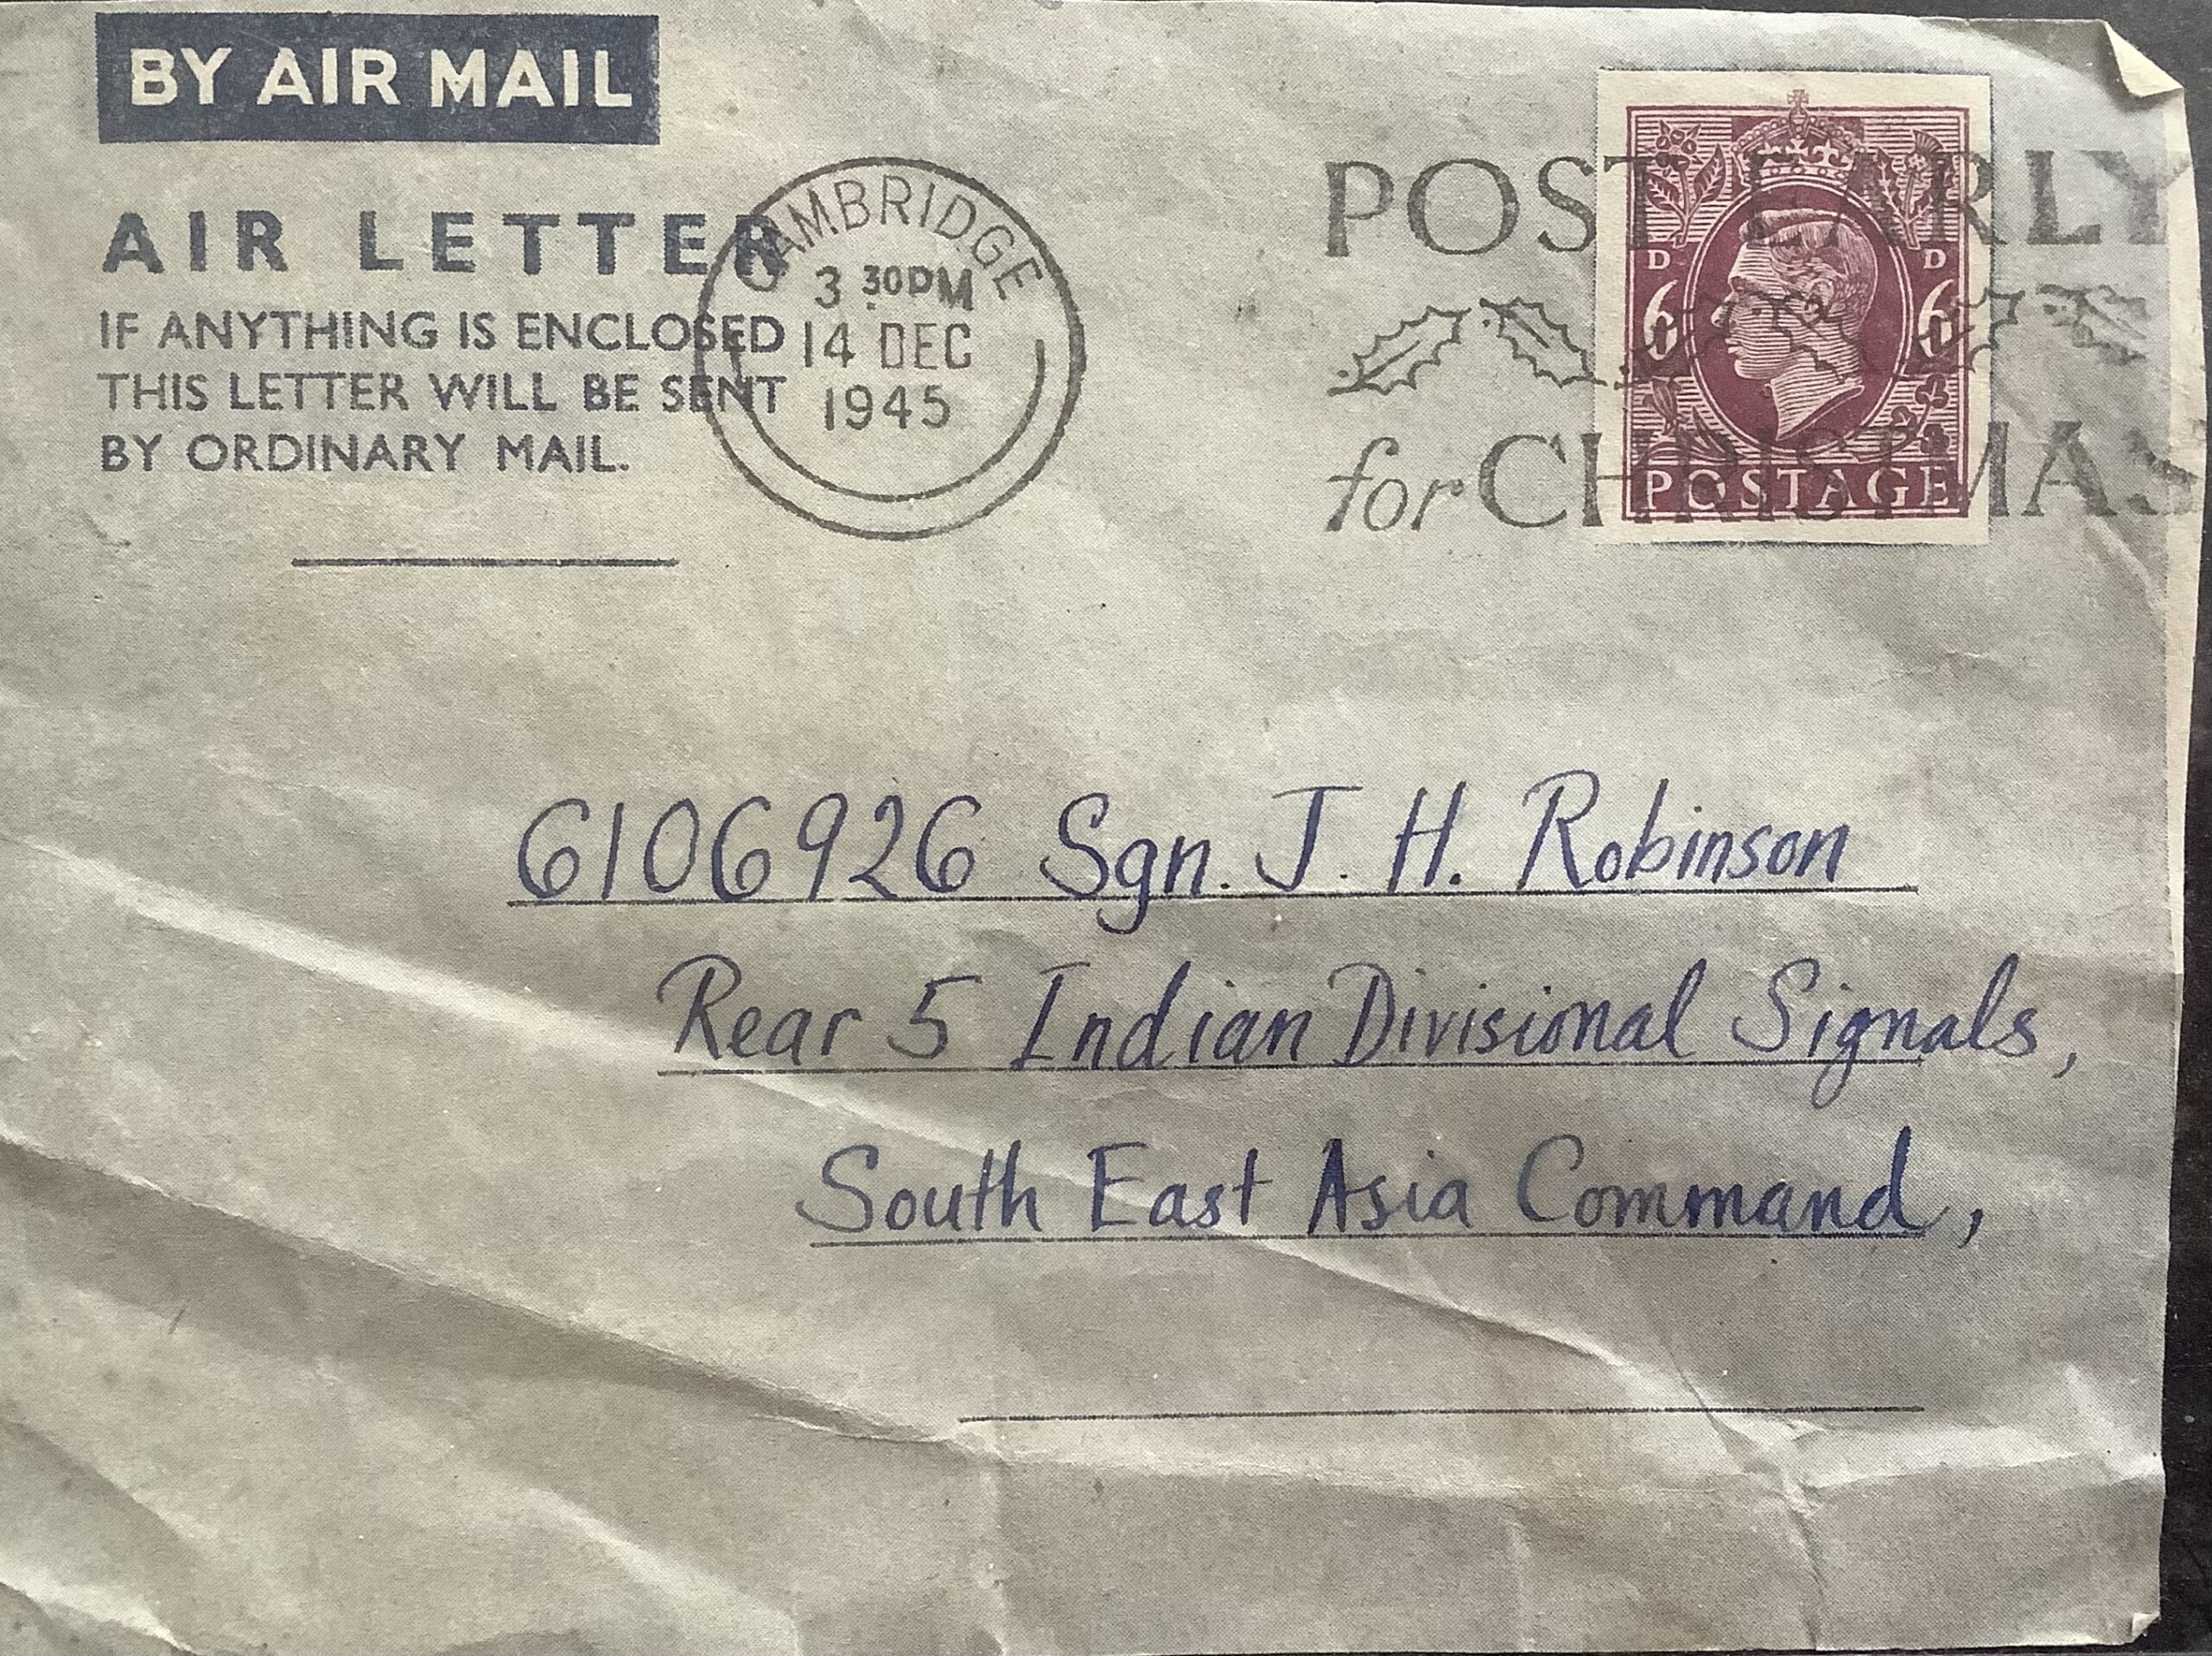 BY AIR MAIL
AIR LETTER
IF ANYTHING IS ENCLOSED
THIS LETTER WILL BE SENT
BY ORDINARY MAIL.
CAMBRIDGE
3 30PM
14 DEC
1945
POST EARLY
for CHRISTMAS
D D
6 6
POSTAGE
6106926 Sgn. J. H. Robinson
Rear 5 Indian Divisional Signals,
South East Asia Command,